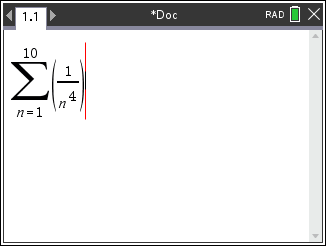 1.1 *Doc RAD
10
∑ (1/n⁴)
n=1